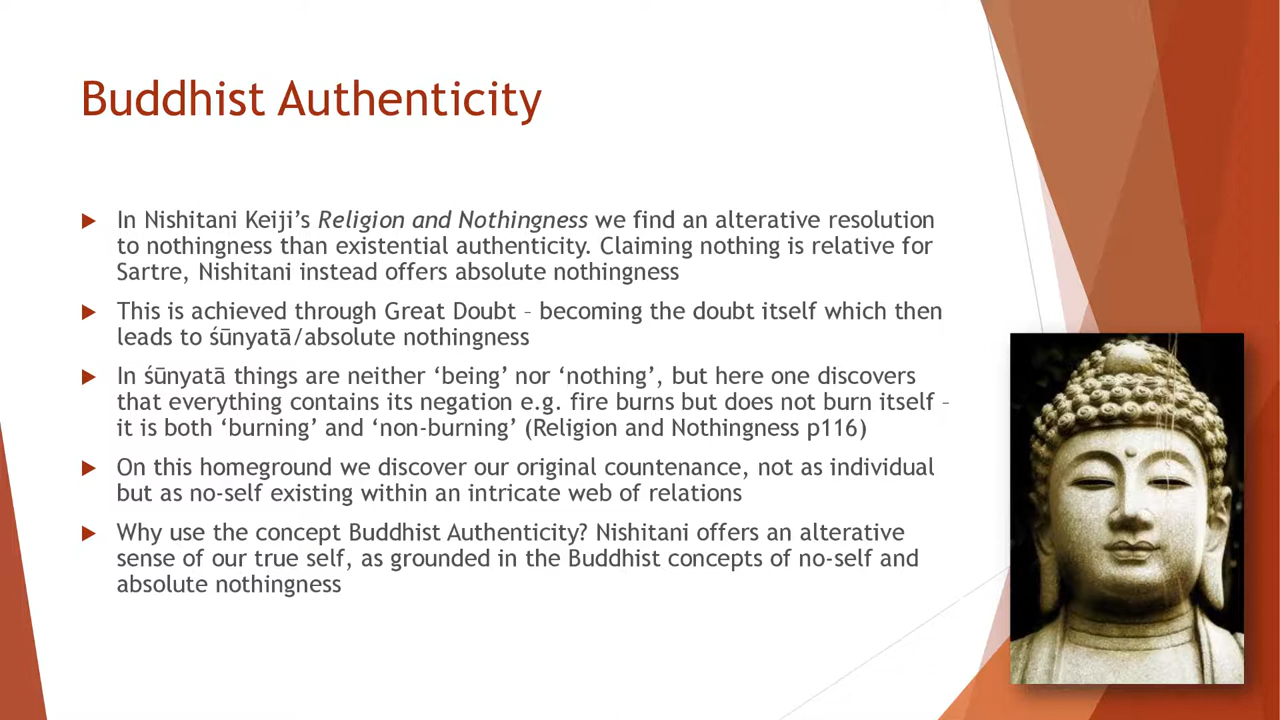 Buddhist Authenticity
In Nishitani Keiji’s Religion and Nothingness we find an alterative resolution
to nothingness than existential authenticity. Claiming nothing is relative for
Sartre, Nishitani instead offers absolute nothingness
This is achieved through Great Doubt – becoming the doubt itself which then
leads to śūnyatā/absolute nothingness
In śūnyatā things are neither ‘being’ nor ‘nothing’, but here one discovers
that everything contains its negation e.g. fire burns but does not burn itself –
it is both ‘burning’ and ‘non-burning’ (Religion and Nothingness p116)
On this homeground we discover our original countenance, not as individual
but as no-self existing within an intricate web of relations
Why use the concept Buddhist Authenticity? Nishitani offers an alterative
sense of our true self, as grounded in the Buddhist concepts of no-self and
absolute nothingness